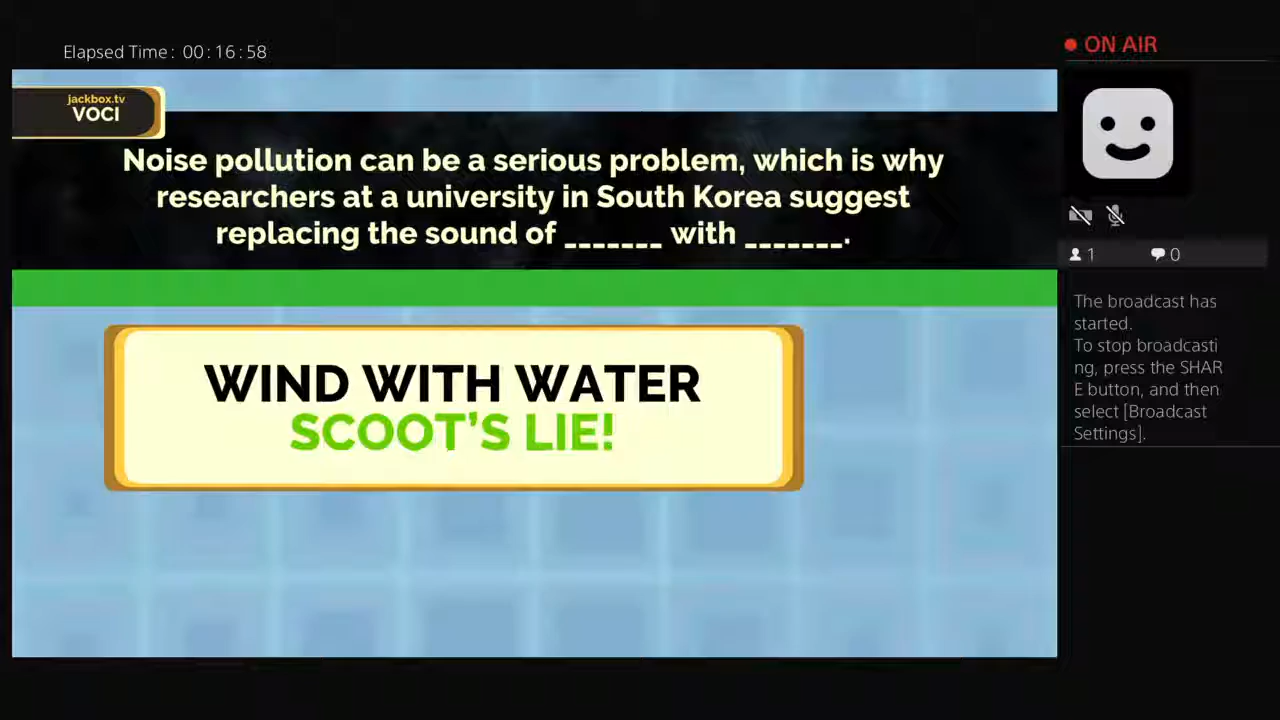 Elapsed Time: 00:16:58
ON AIR
jackbox.tv
VOCI
Noise pollution can be a serious problem, which is why
researchers at a university in South Korea suggest
replacing the sound of _______ with _______.
1
0
WIND WITH WATER
SCOOT'S LIE!
The broadcast has
started.
To stop broadcasti
ng, press the SHAR
E button, and then
select [Broadcast
Settings].